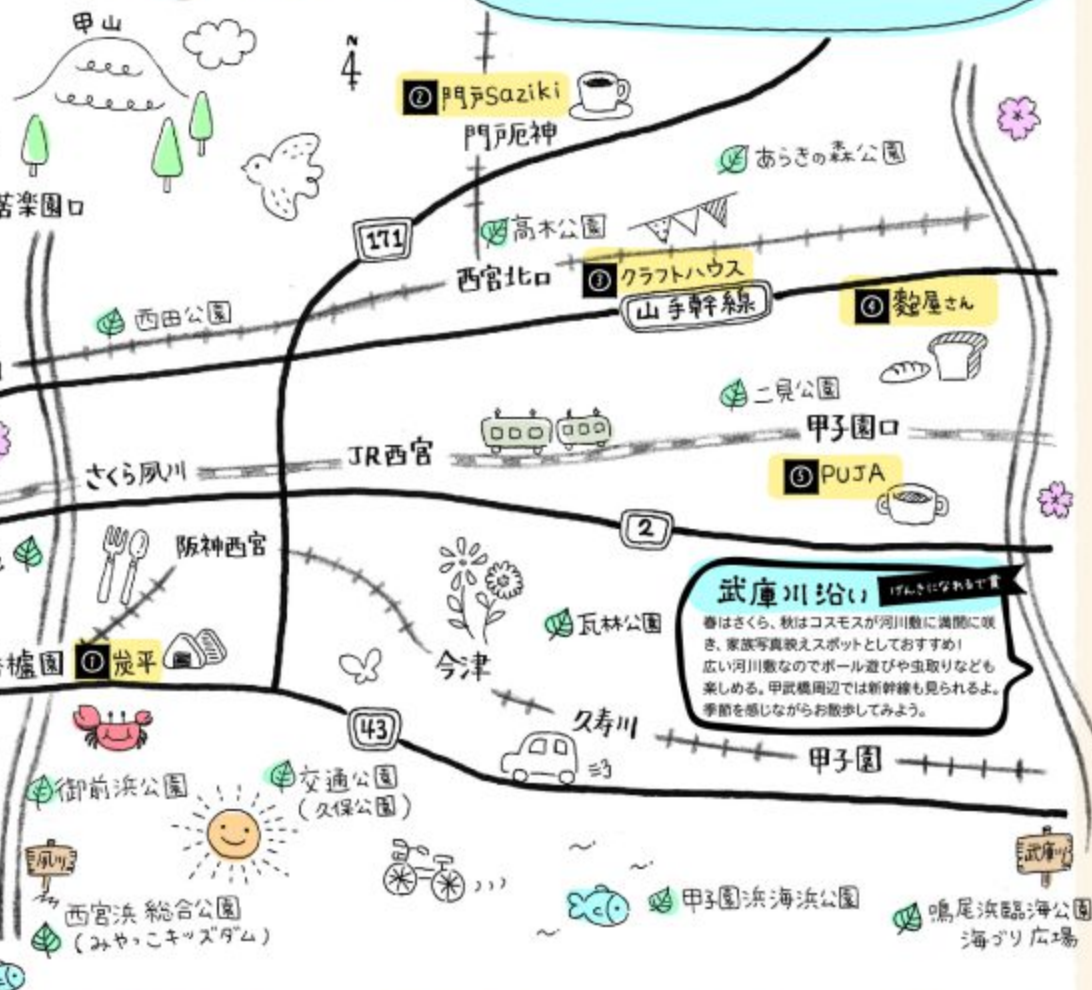 甲山
N
② 門戸Saziki
門戸厄神
あらきの森公園
苦楽園口
171
高木公園
西宮北口
③ クラフトハウス
山手幹線
④ 麭屋さん
西田公園
二見公園
甲子園口
JR西宮
さくら夙川
⑤ PUJA
2
阪神西宮
瓦林公園
武庫川沿い
げんきになれるで賞
春はさくら、秋はコスモスが河川敷に満開に咲
き、家族写真映えスポットとしておすすめ!
広い河川敷なのでボール遊びや虫取りなども
楽しめる。甲武橋周辺では新幹線も見られるよ。
季節を感じながらお散歩してみよう。
櫨園
① 炭平
今津
久寿川
43
甲子園
御前浜公園
交通公園
(久保公園)
夙川
武庫川
西宮浜総合公園
(みやっこキッズダム)
甲子園浜海浜公園
鳴尾浜臨海公園
海づり広場